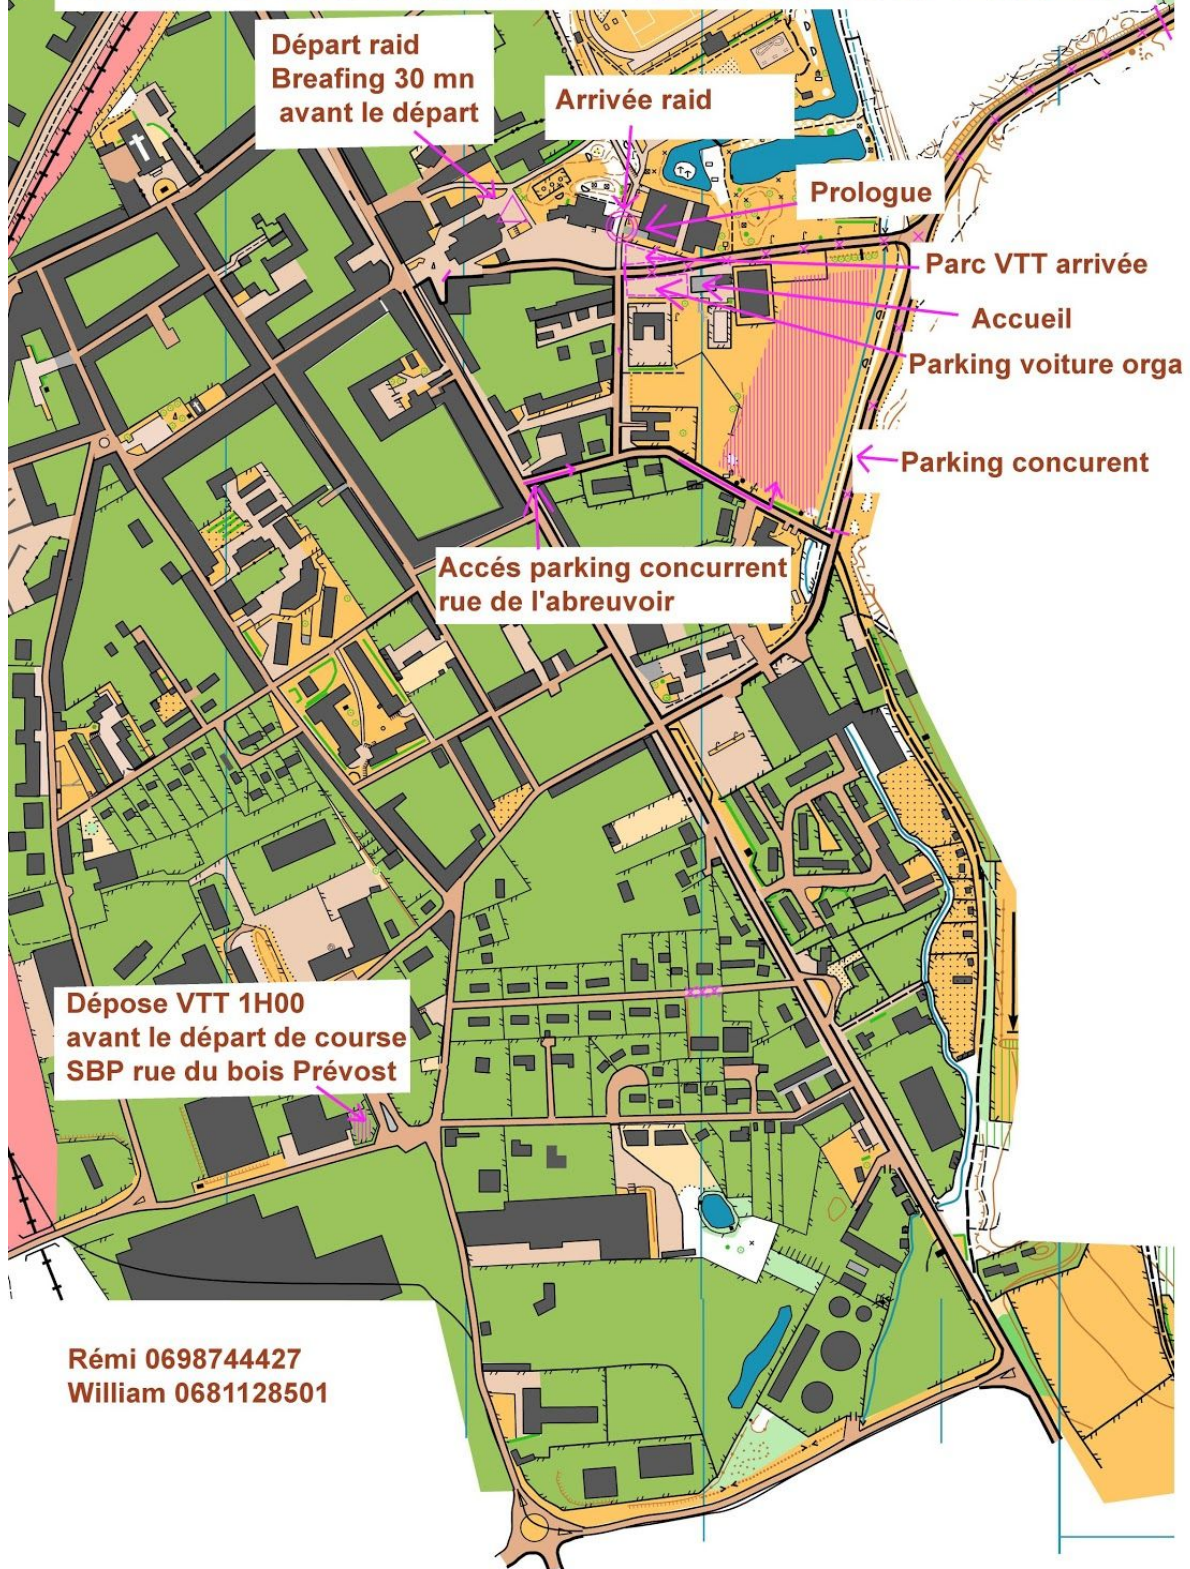 Départ raid
Breafing 30 mn
avant le départ
Arrivée raid
Prologue
Parc VTT arrivée
Accueil
Parking voiture orga
Parking concurent
Accés parking concurrent
rue de l'abreuvoir
Dépose VTT 1H00
avant le départ de course
SBP rue du bois Prévost
Rémi 0698744427
William 0681128501